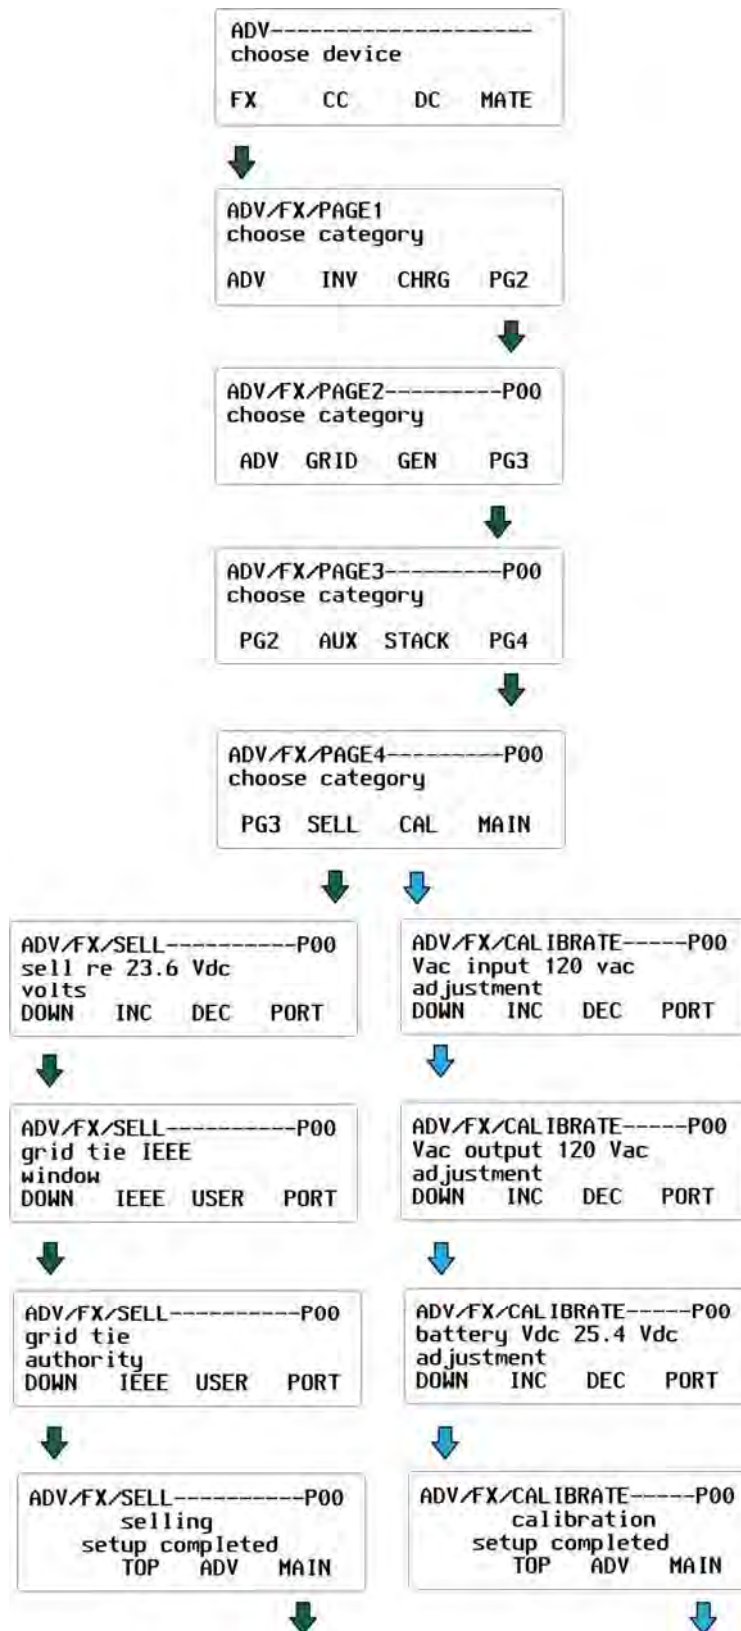 ADV---------------------
choose device
FX CC DC MATE
ADV/FX/PAGE1
choose category
ADV INV CHRG PG2
ADV/FX/PAGE2---------P00
choose category
ADV GRID GEN PG3
ADV/FX/PAGE3---------P00
choose category
PG2 AUX STACK PG4
ADV/FX/PAGE4---------P00
choose category
PG3 SELL CAL MAIN
ADV/FX/SELL----------P00
sell re 23.6 Vdc
volts
DOWN INC DEC PORT
ADV/FX/SELL----------P00
grid tie IEEE
window
DOWN IEEE USER PORT
ADV/FX/SELL----------P00
grid tie
authority
DOWN IEEE USER PORT
ADV/FX/SELL----------P00
selling
setup completed
TOP ADV MAIN
ADV/FX/CALIBRATE-----P00
Vac input 120 vac
adjustment
DOWN INC DEC PORT
ADV/FX/CALIBRATE-----P00
Vac output 120 Vac
adjustment
DOWN INC DEC PORT
ADV/FX/CALIBRATE-----P00
battery Vdc 25.4 Vdc
adjustment
DOWN INC DEC PORT
ADV/FX/CALIBRATE-----P00
calibration
setup completed
TOP ADV MAIN